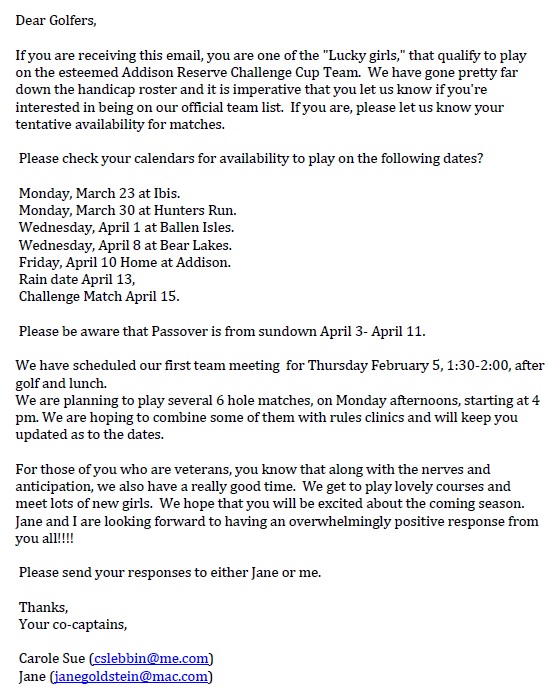 Dear Golfers,
If you are receiving this email, you are one of the "Lucky girls," that qualify to play
on the esteemed Addison Reserve Challenge Cup Team.  We have gone pretty far
down the handicap roster and it is imperative that you let us know if you're
interested in being on our official team list.  If you are, please let us know your
tentative availability for matches.
Please check your calendars for availability to play on the following dates?
Monday, March 23 at Ibis.
Monday, March 30 at Hunters Run.
Wednesday, April 1 at Ballen Isles.
Wednesday, April 8 at Bear Lakes.
Friday, April 10 Home at Addison.
Rain date April 13,
Challenge Match April 15.
Please be aware that Passover is from sundown April 3- April 11.
We have scheduled our first team meeting  for Thursday February 5, 1:30-2:00, after
golf and lunch.
We are planning to play several 6 hole matches, on Monday afternoons, starting at 4
pm. We are hoping to combine some of them with rules clinics and will keep you
updated as to the dates.
For those of you who are veterans, you know that along with the nerves and
anticipation, we also have a really good time.  We get to play lovely courses and
meet lots of new girls.  We hope that you will be excited about the coming season.
Jane and I are looking forward to having an overwhelmingly positive response from
you all!!!!
Please send your responses to either Jane or me.
Thanks,
Your co-captains,
Carole Sue (cslebbin@me.com)
Jane (janegoldstein@mac.com)